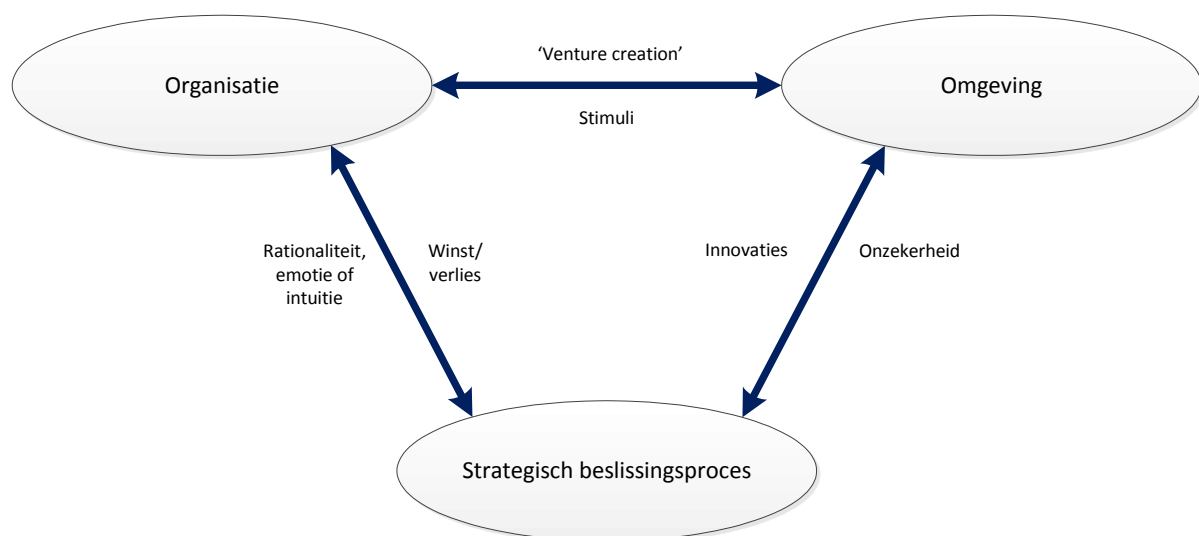 ‘Venture creation’
Organisatie
Omgeving
Stimuli
Rationaliteit,
emotie of
intuitie
Winst/
verlies
Innovaties
Onzekerheid
Strategisch beslissingsproces